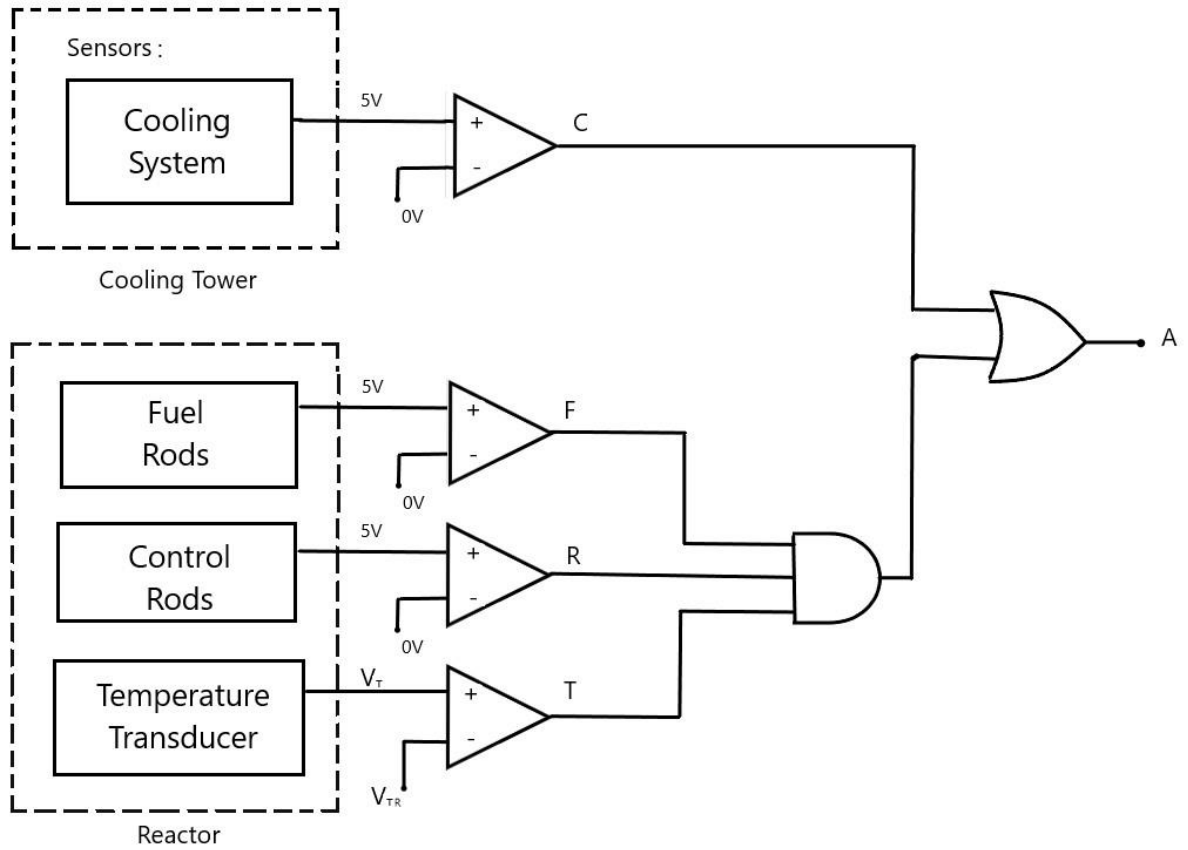 Sensors :
Cooling
System
5V
+
-
0V
C
Cooling Tower
A
Fuel
Rods
5V
+
-
0V
F
Control
Rods
5V
+
-
0V
R
Temperature
Transducer
V_T
+
-
V_TR
T
Reactor